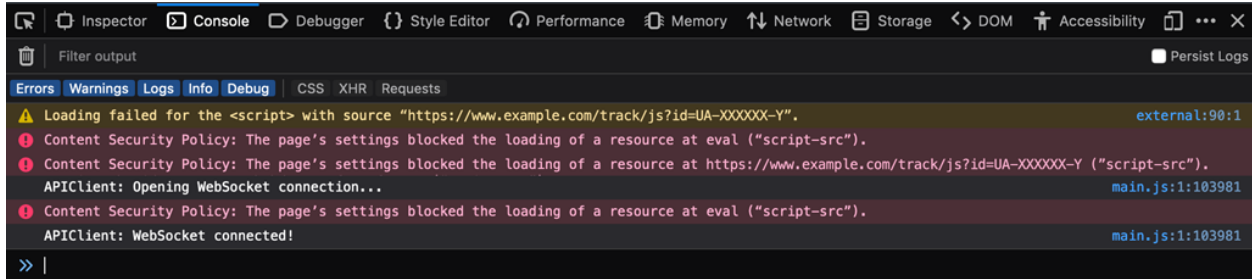 Inspector Console Debugger Style Editor Performance Memory Network Storage DOM Accessibility
Filter output Persist Logs
Errors Warnings Logs Info Debug CSS XHR Requests
Loading failed for the <script> with source “https://www.example.com/track/js?id=UA-XXXXXX-Y”. external:90:1
Content Security Policy: The page’s settings blocked the loading of a resource at eval (“script-src”).
Content Security Policy: The page’s settings blocked the loading of a resource at https://www.example.com/track/js?id=UA-XXXXXX-Y (“script-src”).
APIClient: Opening WebSocket connection... main.js:1:103981
Content Security Policy: The page’s settings blocked the loading of a resource at eval (“script-src”).
APIClient: WebSocket connected! main.js:1:103981